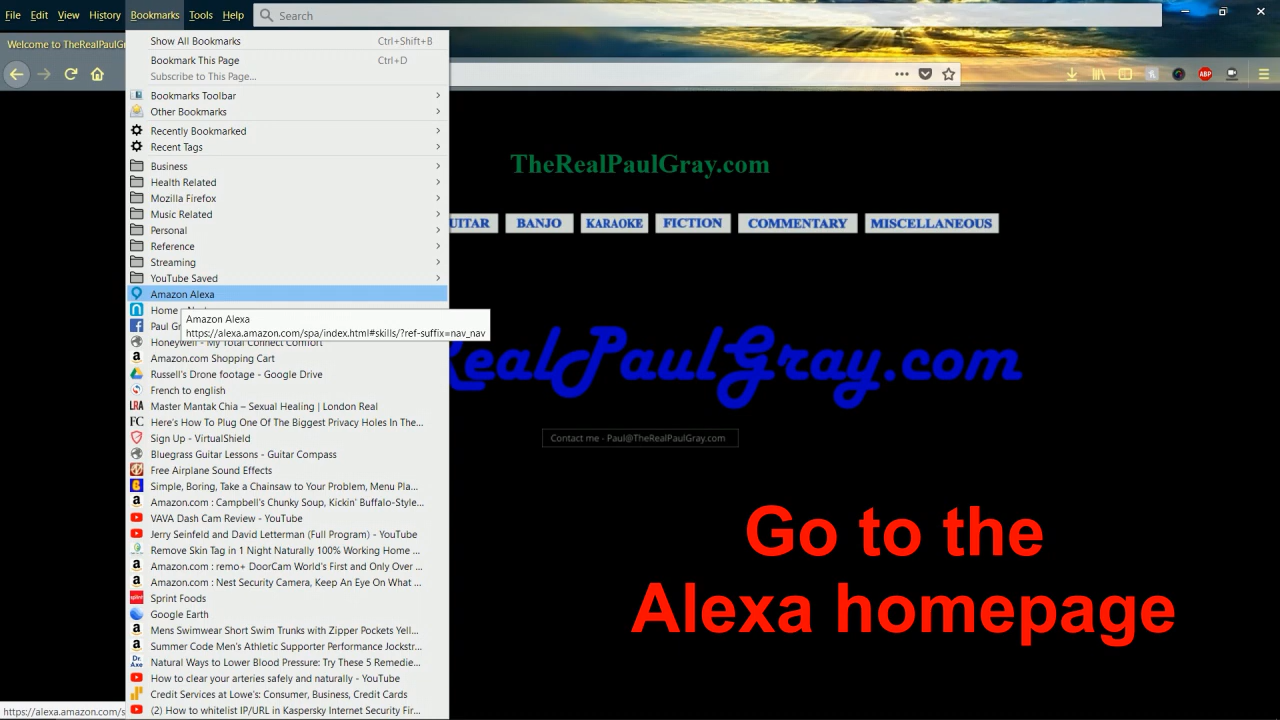 File Edit View History Bookmarks Tools Help Search
Welcome to TheRealPaulGr
Show All Bookmarks Ctrl+Shift+B
Bookmark This Page Ctrl+D
Subscribe to This Page...
Bookmarks Toolbar
Other Bookmarks
Recently Bookmarked
Recent Tags
Business
Health Related
Mozilla Firefox
Music Related
Personal
Reference
Streaming
YouTube Saved
Amazon Alexa
Home
Paul Gr
Amazon Alexa
https://alexa.amazon.com/spa/index.html#skills/?ref-suffix=nav_nav
Honeywell - My Total Connect Comfort
Amazon.com Shopping Cart
Russell's Drone footage - Google Drive
French to english
LRA Master Mantak Chia – Sexual Healing | London Real
FC Here's How To Plug One Of The Biggest Privacy Holes In The...
Sign Up - VirtualShield
Bluegrass Guitar Lessons - Guitar Compass
Free Airplane Sound Effects
Simple, Boring, Take a Chainsaw to Your Problem, Menu Pla...
Amazon.com : Campbell's Chunky Soup, Kickin' Buffalo-Style...
VAVA Dash Cam Review - YouTube
Jerry Seinfeld and David Letterman (Full Program) - YouTube
Remove Skin Tag in 1 Night Naturally 100% Working Home ...
Amazon.com : remo+ DoorCam World's First and Only Over ...
Amazon.com : Nest Security Camera, Keep An Eye On What ...
Sprint Foods
Google Earth
Mens Swimwear Short Swim Trunks with Zipper Pockets Yell...
Summer Code Men's Athletic Supporter Performance Jockstr...
Dr. Axe Natural Ways to Lower Blood Pressure: Try These 5 Remedie...
How to clear your arteries safely and naturally - YouTube
Credit Services at Lowe's: Consumer, Business, Credit Cards
(2) How to whitelist IP/URL in Kaspersky Internet Security Fir...
https://alexa.amazon.com/s
ABP
TheRealPaulGray.com
UITAR BANJO KARAOKE FICTION COMMENTARY MISCELLANEOUS
RealPaulGray.com
Contact me - Paul@TheRealPaulGray.com
Go to the
Alexa homepage